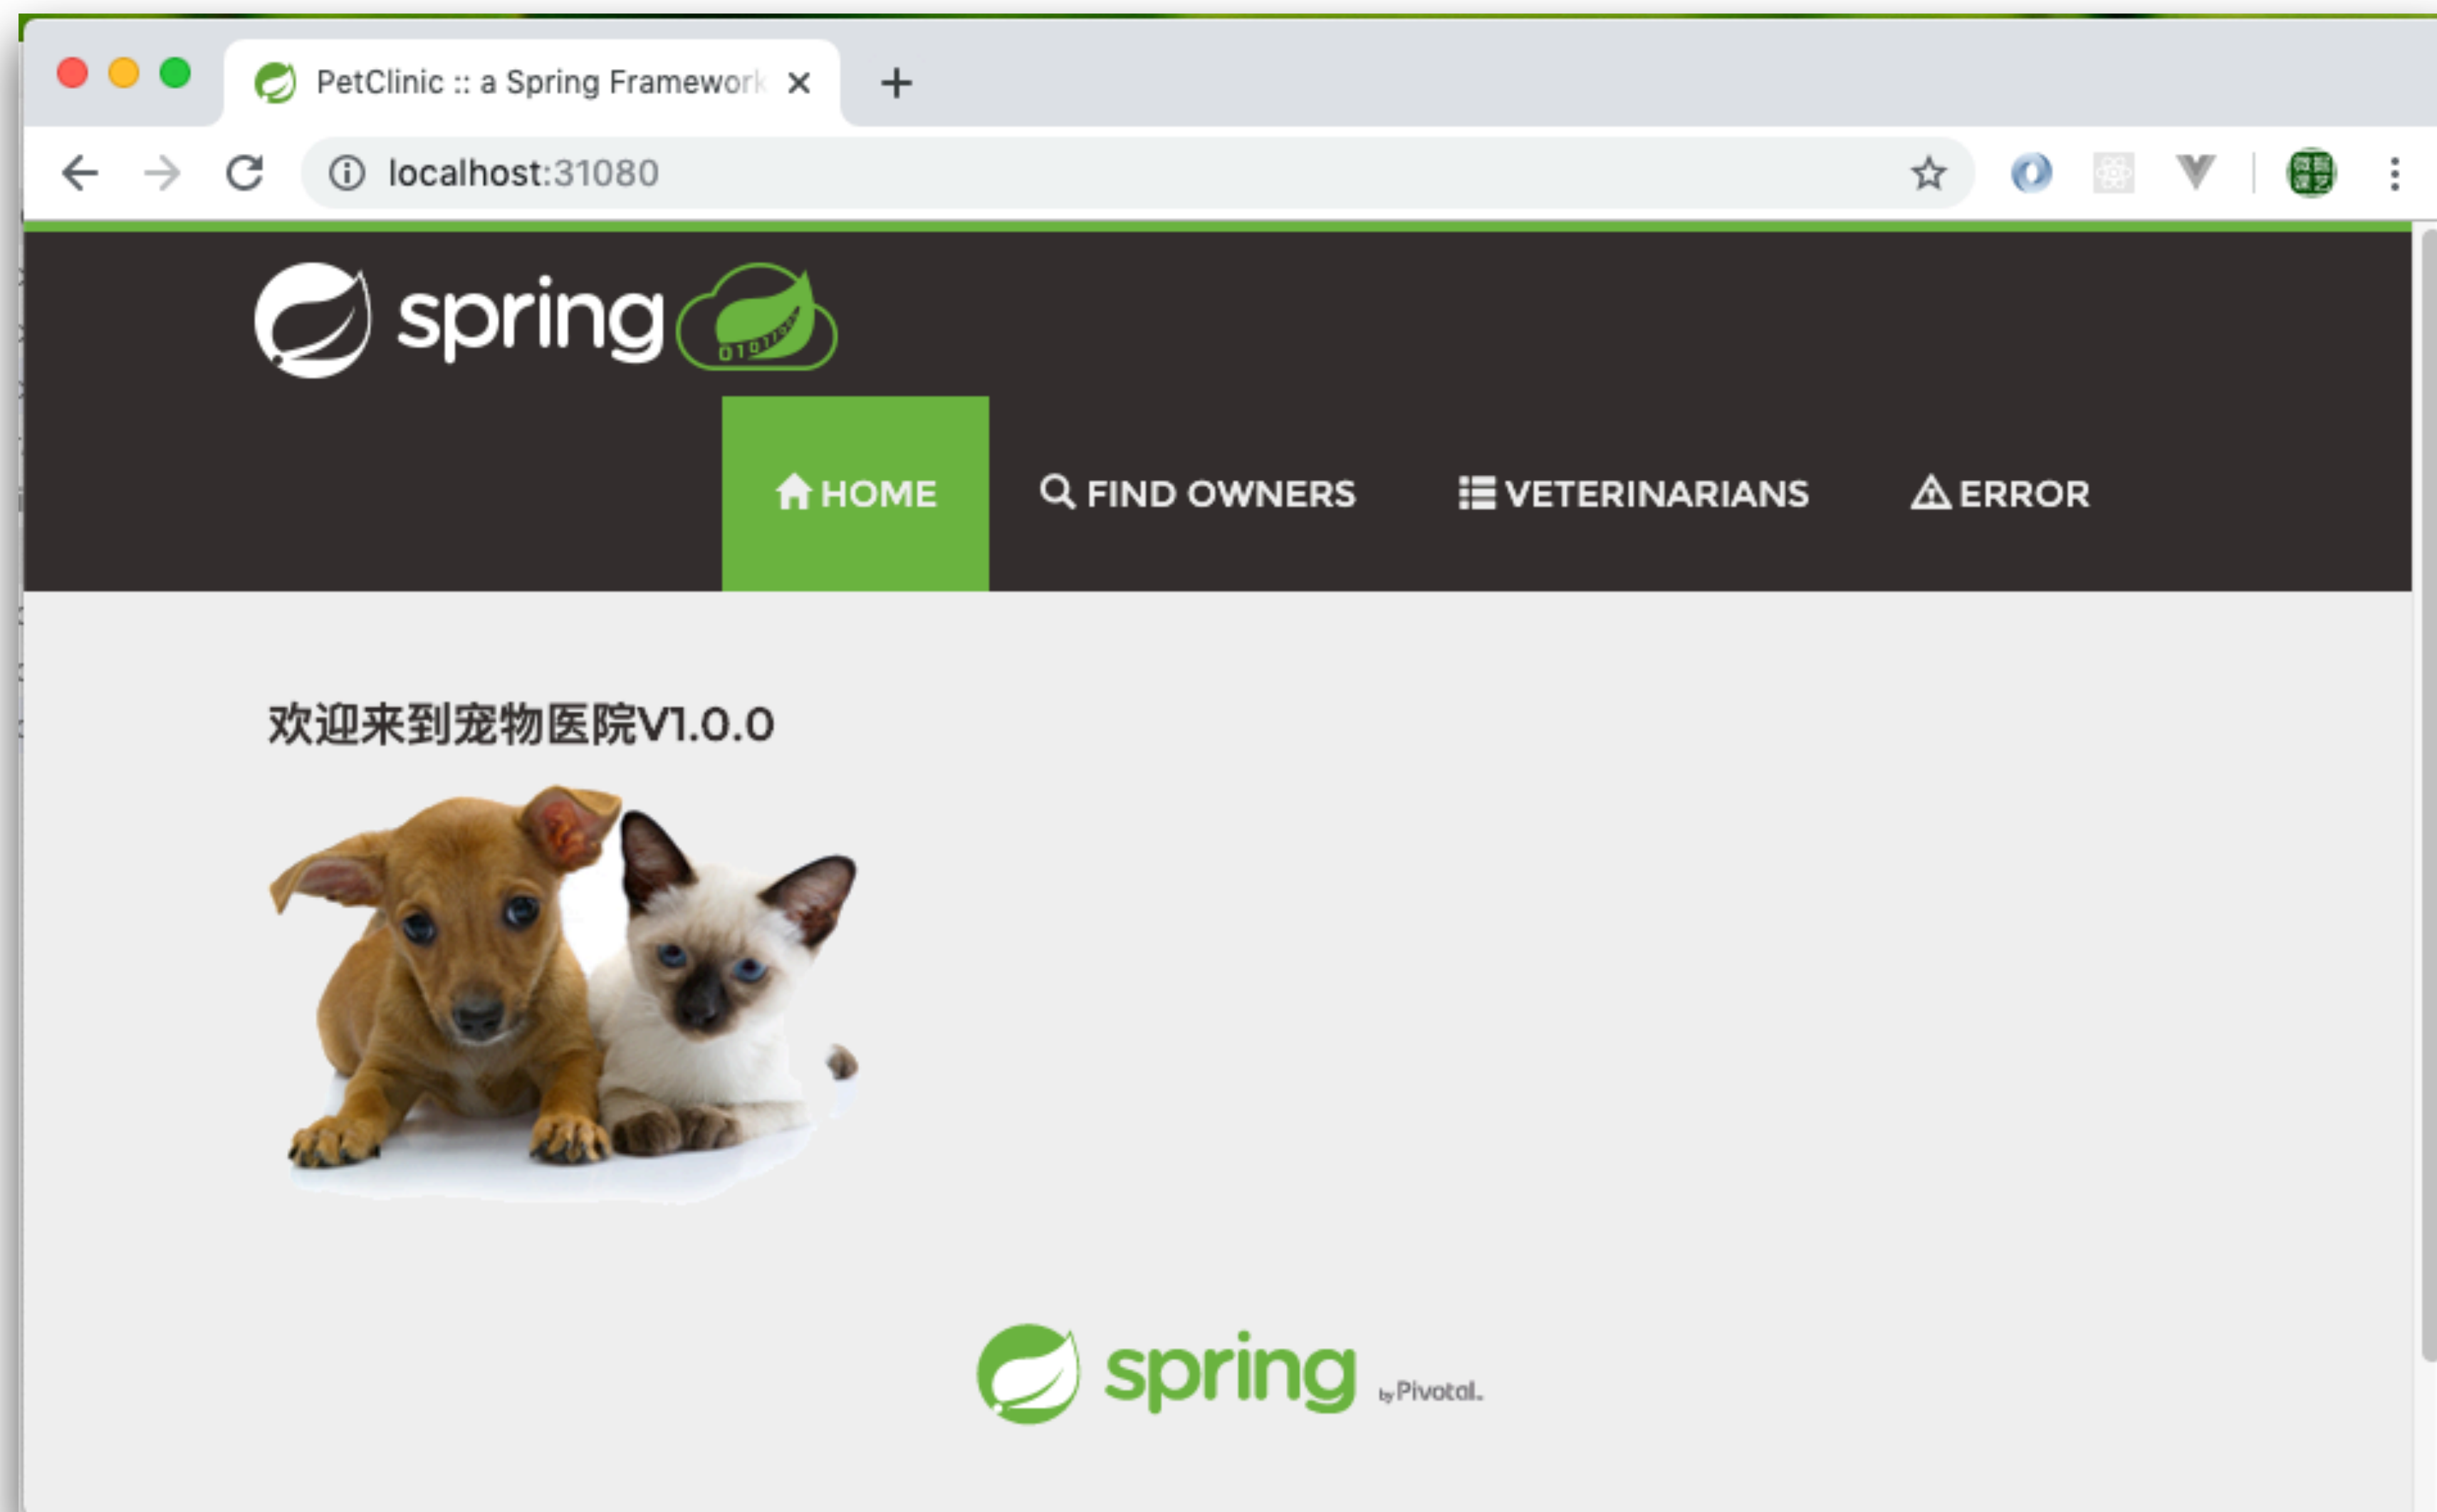 PetClinic :: a Spring Framework
localhost:31080
spring
HOME
FIND OWNERS
VETERINARIANS
ERROR
欢迎来到宠物医院V1.0.0
spring by Pivotal